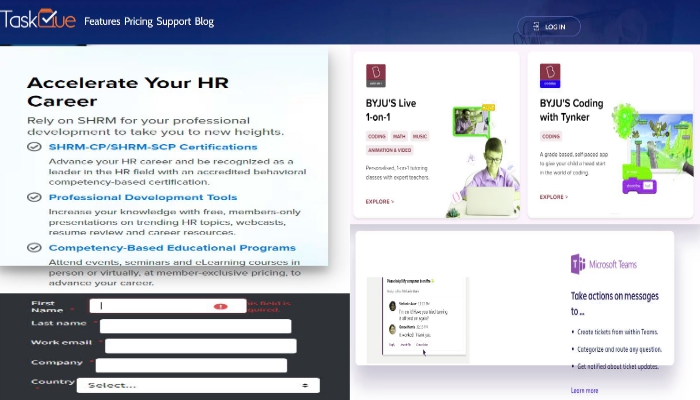 TaskQue
Features Pricing Support Blog
LOG IN
Accelerate Your HR
Career
Rely on SHRM for your professional
development to take you to new heights.
SHRM-CP/SHRM-SCP Certifications
Advance your HR career and be recognized as a
leader in the HR field with an accredited behavioral
competency-based certification.
Professional Development Tools
Increase your knowledge with free, members-only
presentations on trending HR topics, webcasts,
resume review and career resources.
Competency-Based Educational Programs
Attend events, seminars and eLearning courses in
person or virtually, at member-exclusive pricing, to
advance your career.
First
Name *
field is
Last name *
Work email *
Company *
Country *
Select...
BYJU'S Live
1-on-1
CODING MATH MUSIC
ANIMATION & VIDEO
Personalised, 1-on-1 tutoring
classes with expert teachers.
EXPLORE >
BYJU'S Coding
with Tynker
CODING
A grade based, self paced app
to give your child a head start
in the world of coding.
EXPLORE >
Microsoft Teams
Take actions on messages
to ...
• Create tickets from within Teams.
• Categorize and route any question.
• Get notified about ticket updates.
Learn more